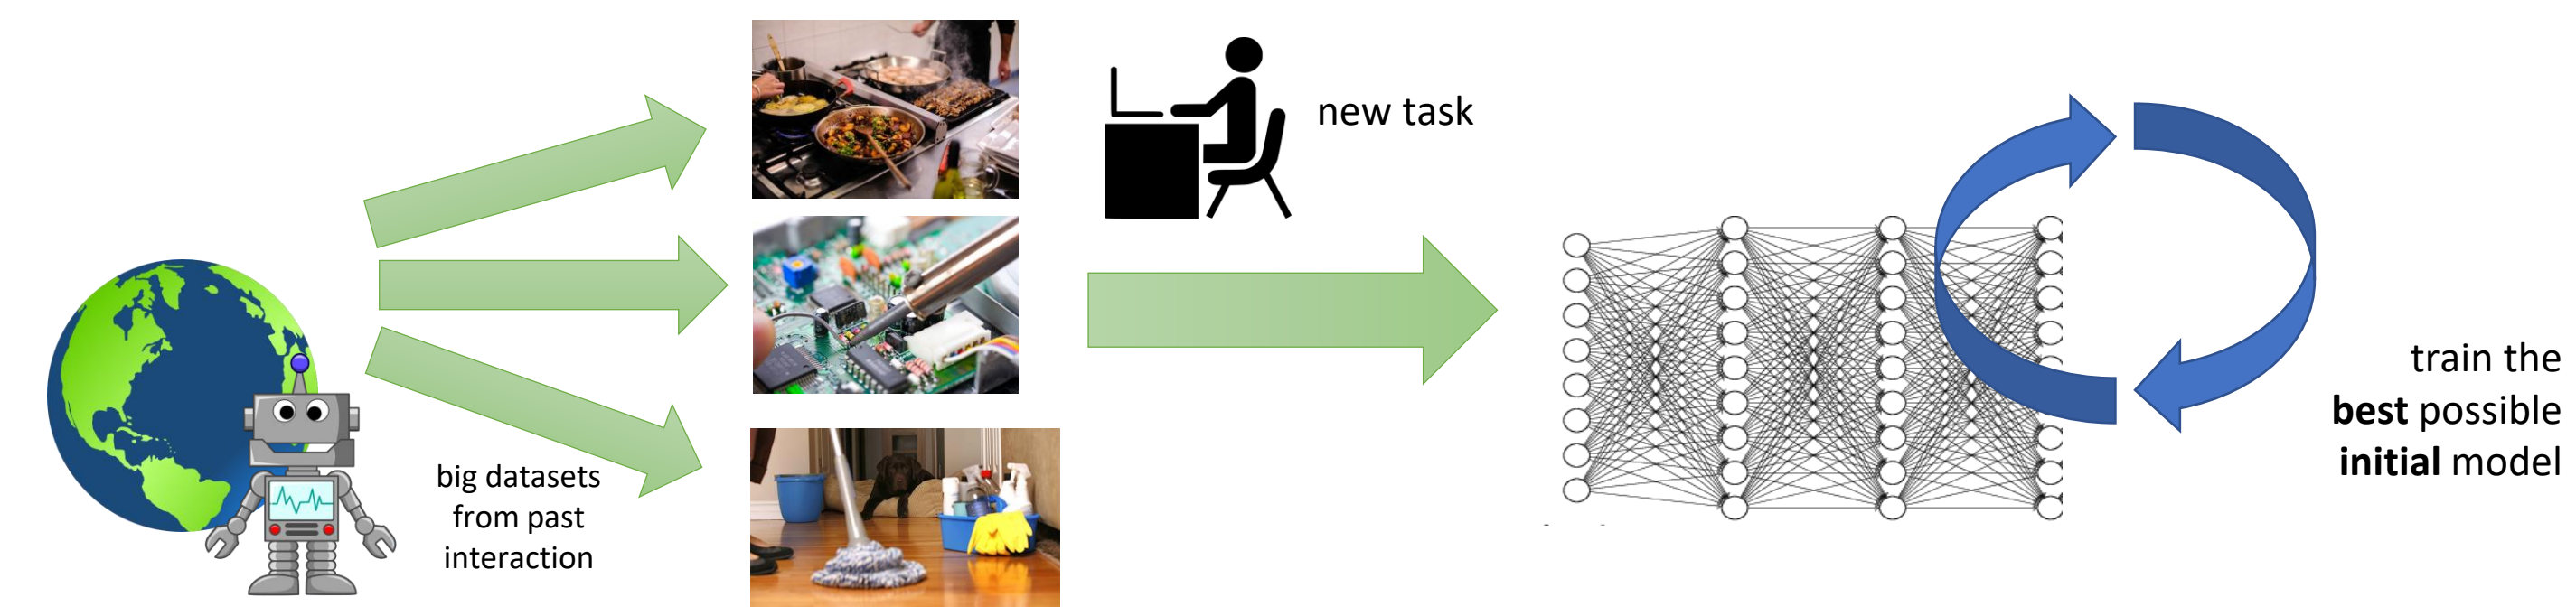 big datasets
from past
interaction
new task
train the
best possible
initial model